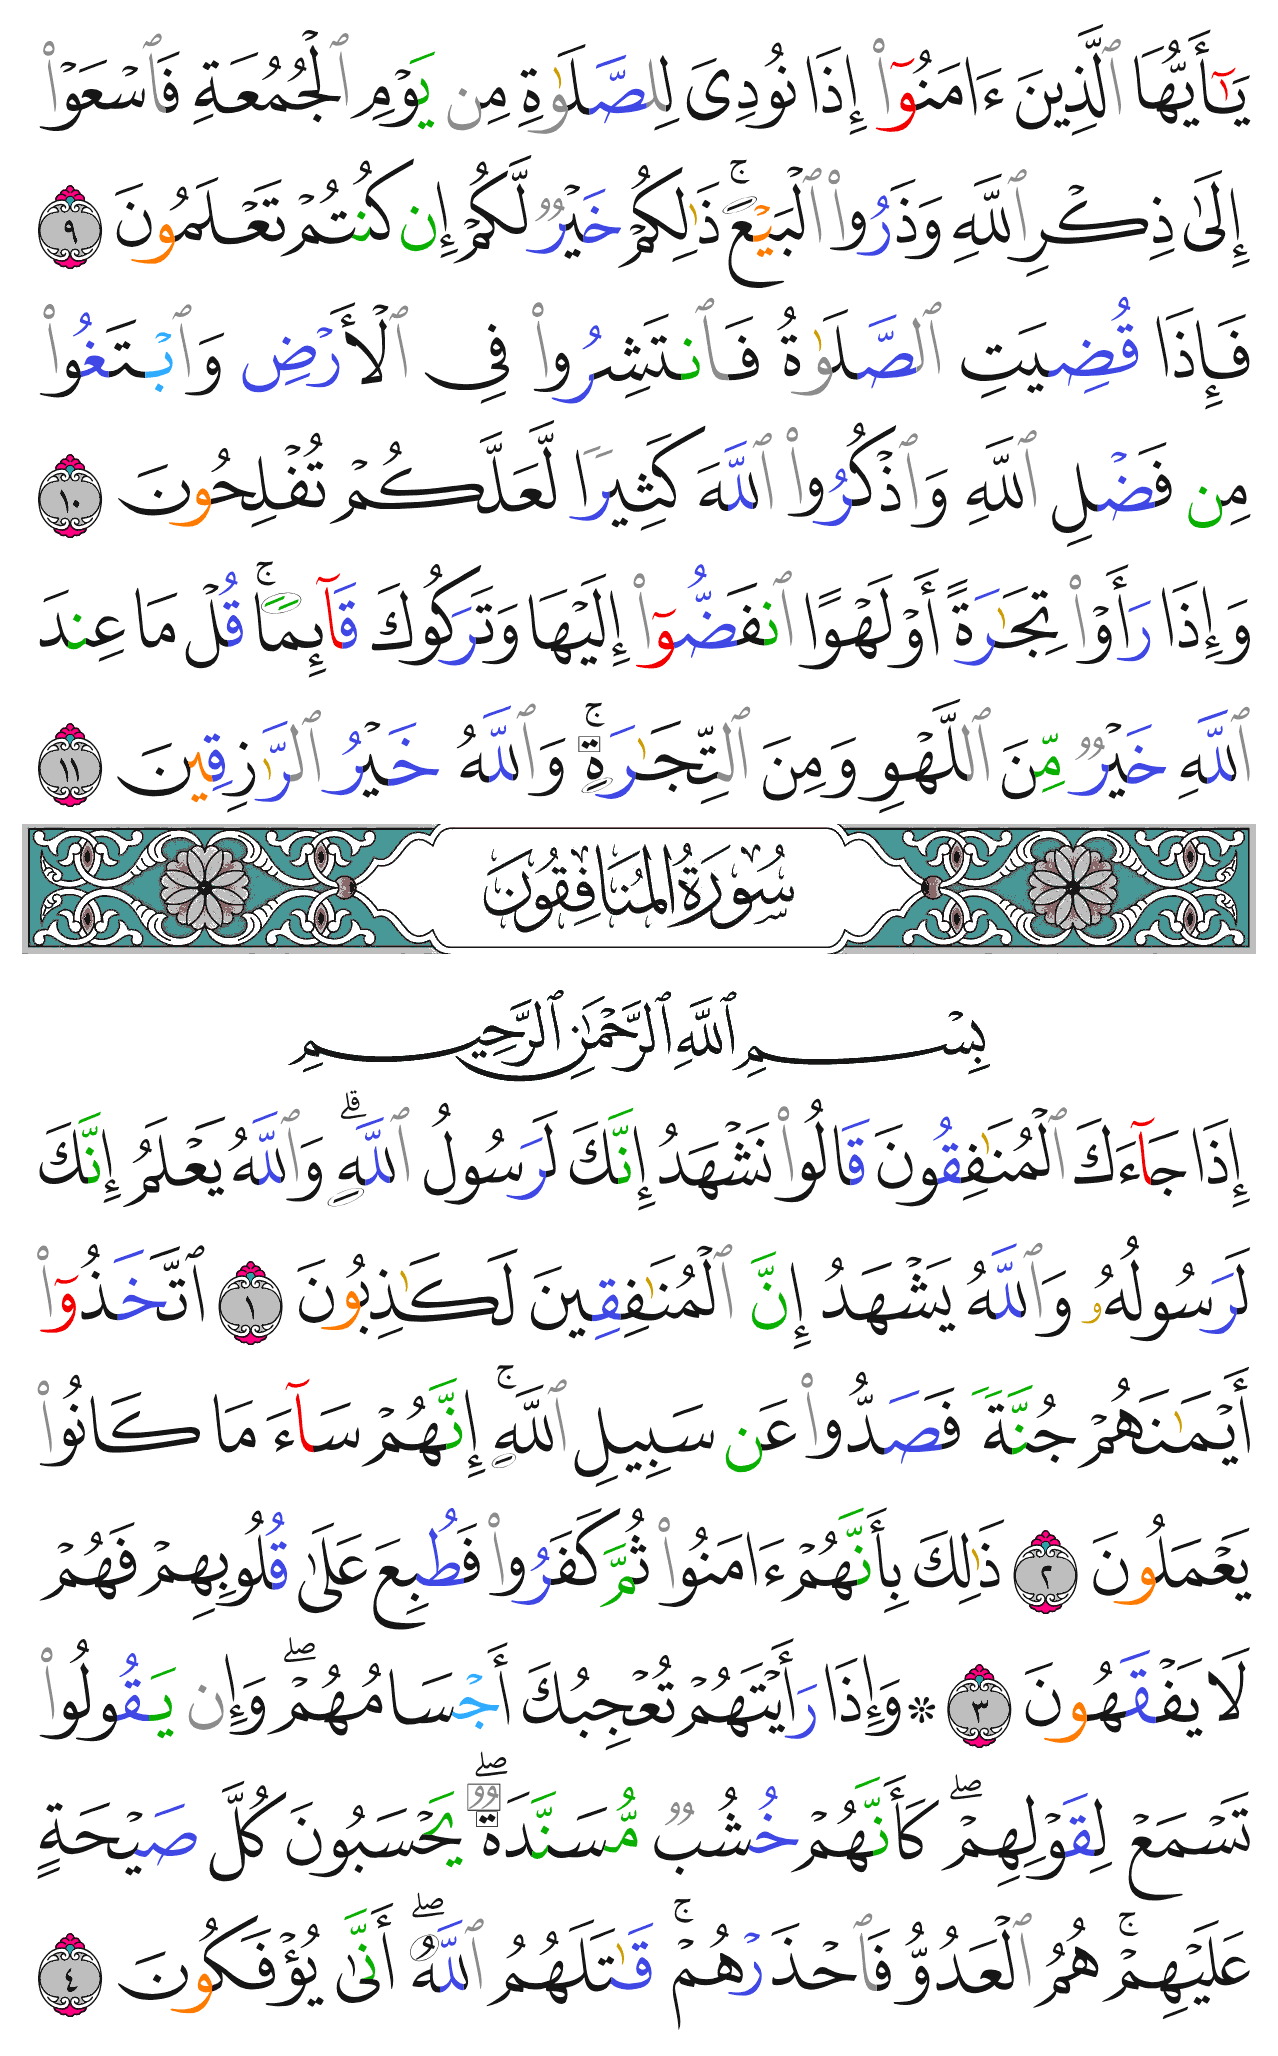 يَـٰٓأَيُّهَا ٱلَّذِينَ ءَامَنُوٓا۟ إِذَا نُودِىَ لِلصَّلَوٰةِ مِن يَوْمِ ٱلْجُمُعَةِ فَٱسْعَوْا۟
إِلَىٰ ذِكْرِ ٱللَّهِ وَذَرُوا۟ ٱلْبَيْعَ ۚ ذَٰلِكُمْ خَيْرٌ لَّكُمْ إِن كُنتُمْ تَعْلَمُونَ ٩
فَإِذَا قُضِيَتِ ٱلصَّلَوٰةُ فَٱنتَشِرُوا۟ فِى ٱلْأَرْضِ وَٱبْتَغُوا۟
مِن فَضْلِ ٱللَّهِ وَٱذْكُرُوا۟ ٱللَّهَ كَثِيرًا لَّعَلَّكُمْ تُفْلِحُونَ ١٠
وَإِذَا رَأَوْا۟ تِجَـٰرَةً أَوْ لَهْوًا ٱنفَضُّوٓا۟ إِلَيْهَا وَتَرَكُوكَ قَآئِمًا ۚ قُلْ مَا عِندَ
ٱللَّهِ خَيْرٌ مِّنَ ٱللَّهْوِ وَمِنَ ٱلتِّجَـٰرَةِ ۚ وَٱللَّهُ خَيْرُ ٱلرَّٰزِقِينَ ١١
سُورَةُ الْمُنَافِقُونَ
بِسْمِ ٱللَّهِ ٱلرَّحْمَـٰنِ ٱلرَّحِيمِ
إِذَا جَآءَكَ ٱلْمُنَـٰفِقُونَ قَالُوا۟ نَشْهَدُ إِنَّكَ لَرَسُولُ ٱللَّهِ ۗ وَٱللَّهُ يَعْلَمُ إِنَّكَ
لَرَسُولُهُۥ وَٱللَّهُ يَشْهَدُ إِنَّ ٱلْمُنَـٰفِقِينَ لَكَـٰذِبُونَ ١ ٱتَّخَذُوٓا۟
أَيْمَـٰنَهُمْ جُنَّةً فَصَدُّوا۟ عَن سَبِيلِ ٱللَّهِ ۚ إِنَّهُمْ سَآءَ مَا كَانُوا۟
يَعْمَلُونَ ٢ ذَٰلِكَ بِأَنَّهُمْ ءَامَنُوا۟ ثُمَّ كَفَرُوا۟ فَطُبِعَ عَلَىٰ قُلُوبِهِمْ فَهُمْ
لَا يَفْقَهُونَ ٣ ۞ وَإِذَا رَأَيْتَهُمْ تُعْجِبُكَ أَجْسَامُهُمْ ۖ وَإِن يَقُولُوا۟
تَسْمَعْ لِقَوْلِهِمْ ۖ كَأَنَّهُمْ خُشُبٌ مُّسَنَّدَةٌ ۖ يَحْسَبُونَ كُلَّ صَيْحَةٍ
عَلَيْهِمْ ۚ هُمُ ٱلْعَدُوُّ فَٱحْذَرْهُمْ ۚ قَـٰتَلَهُمُ ٱللَّهُ ۖ أَنَّىٰ يُؤْفَكُونَ ٤